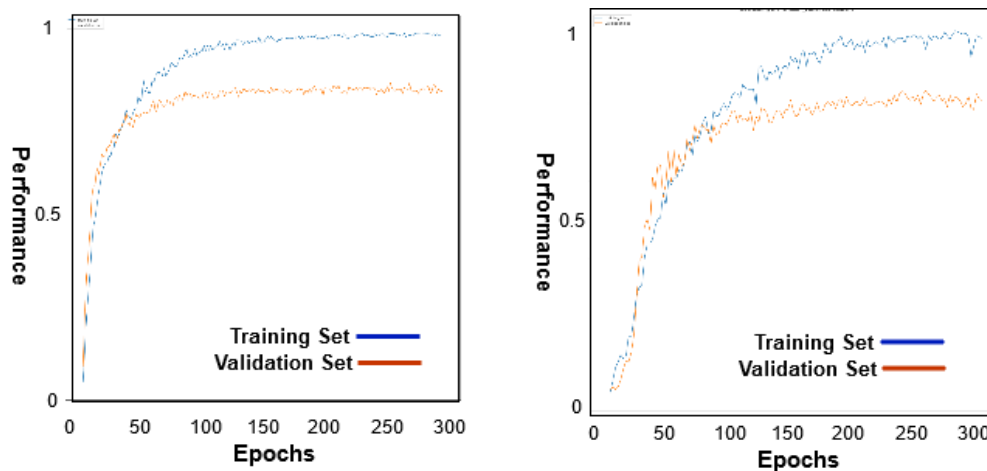 1
0.5
0
Performance
Training Set
Validation Set
0 50 100 150 200 250 300
Epochs
1
0.5
0
Performance
Training Set
Validation Set
0 50 100 150 200 250 300
Epochs